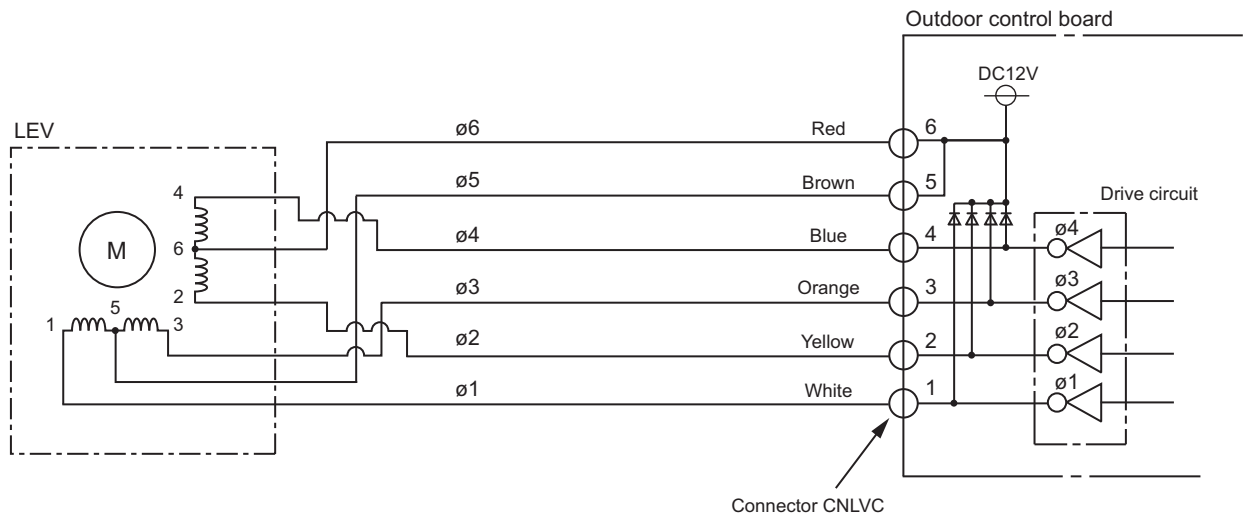 Outdoor control board
DC12V
LEV
ø6 Red 6
ø5 Brown 5
Drive circuit
4
M
6
ø4 Blue 4 ø4
2
ø3 Orange 3 ø3
1 5 3
ø2 Yellow 2 ø2
ø1 White 1 ø1
Connector CNLVC